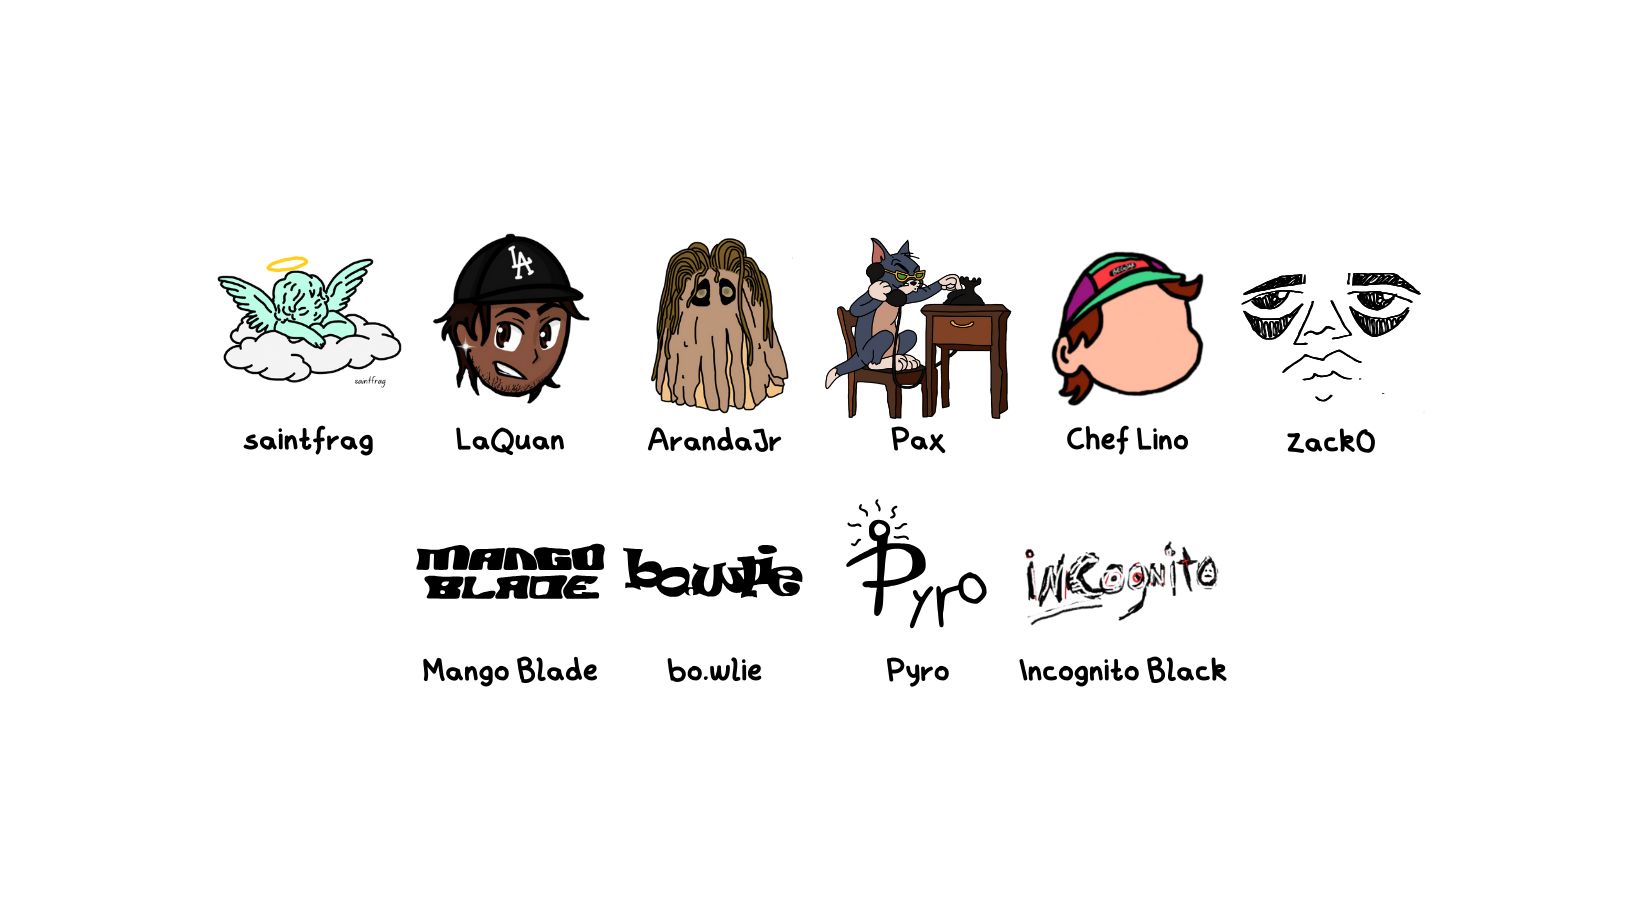 LA
saintfrag
saintfrag
LaQuan
ArandaJr
Pax
Chef Lino
zackO
MANGO
BLADE
bowlie
Pyro
iNCognito
Mango Blade
bo.wlie
Pyro
Incognito Black